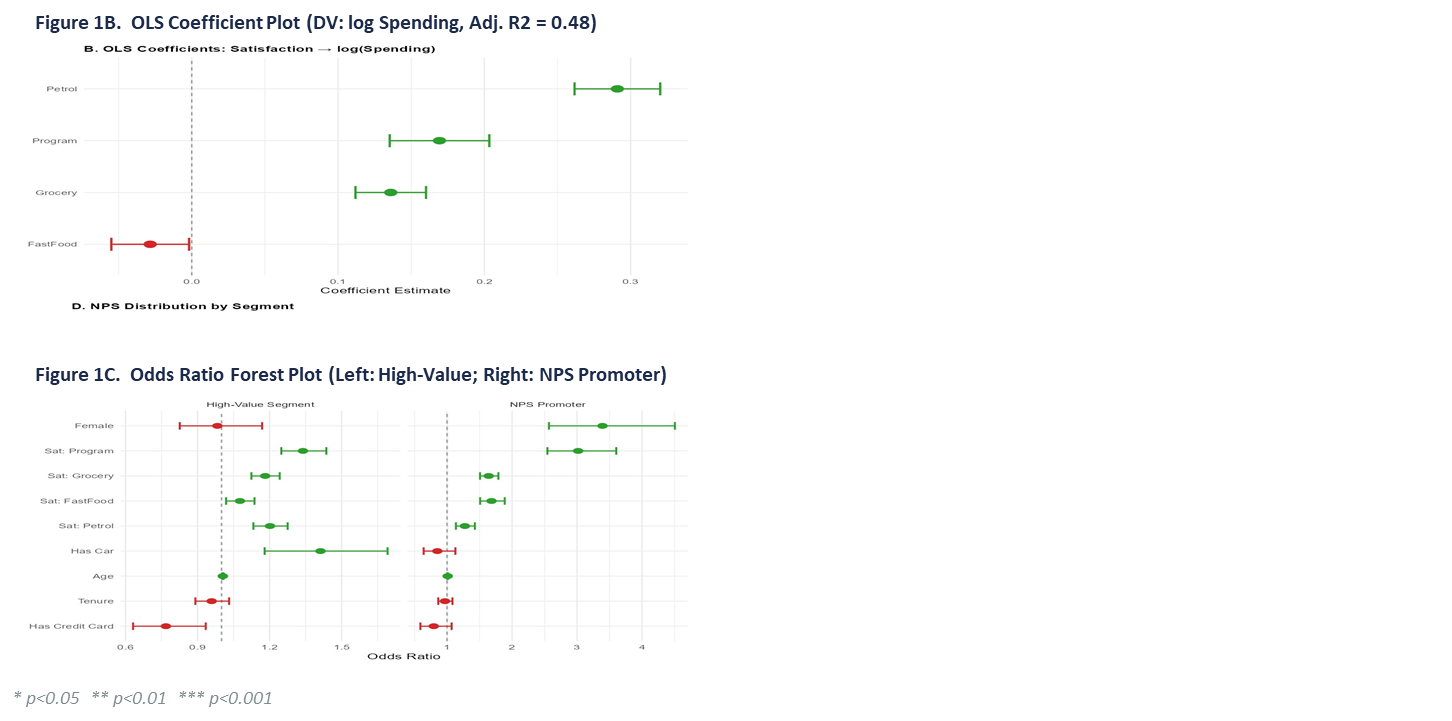 Figure 1B. OLS Coefficient Plot (DV: log Spending, Adj. R2 = 0.48)
B. OLS Coefficients: Satisfaction → log(Spending)
Petrol
Program
Grocery
FastFood
0.0 0.1 0.2 0.3
Coefficient Estimate
D. NPS Distribution by Segment
Figure 1C. Odds Ratio Forest Plot (Left: High-Value; Right: NPS Promoter)
High-Value Segment NPS Promoter
Female
Sat: Program
Sat: Grocery
Sat: FastFood
Sat: Petrol
Has Car
Age
Tenure
Has Credit Card
0.6 0.9 1.2 1.5 1 2 3 4
Odds Ratio
* p<0.05 ** p<0.01 *** p<0.001